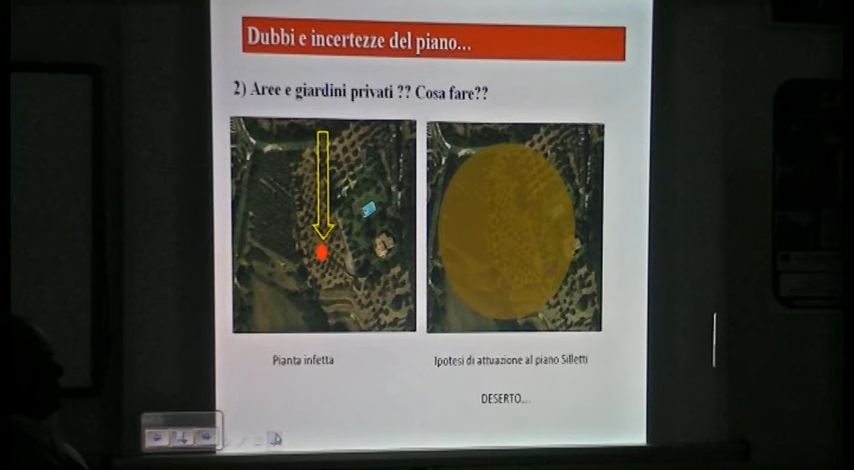 Dubbi e incertezze del piano...
2) Aree e giardini privati ?? Cosa fare??
Pianta infetta
Ipotesi di attuazione al piano Silletti
DESERTO...